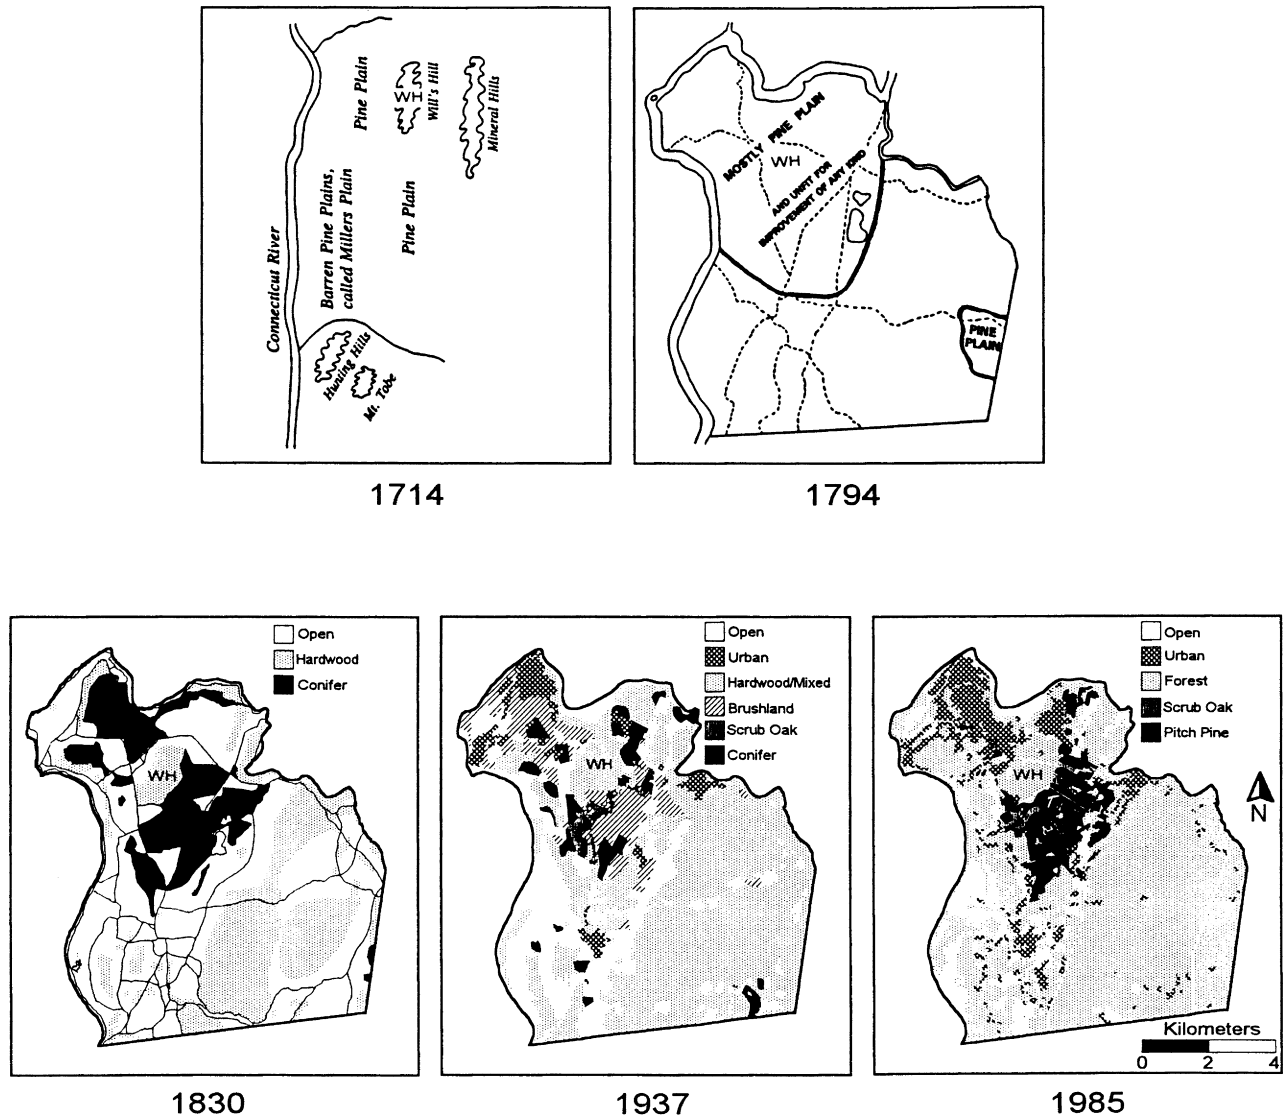 Connecticut River
Barren Pine Plains,
called Millers Plain
Pine Plain
Pine Plain
WH
Will's Hill
Mineral Hills
Hunting Hills
Mt. Tobe
1714
MOSTLY PINE PLAIN
WH
AND UNFIT FOR
IMPROVEMENT OF ANY KIND
PINE
PLAIN
1794
Open
Hardwood
Conifer
WH
1830
Open
Urban
Hardwood/Mixed
Brushland
Scrub Oak
Conifer
WH
1937
Open
Urban
Forest
Scrub Oak
Pitch Pine
WH
N
Kilometers
0 2 4
1985